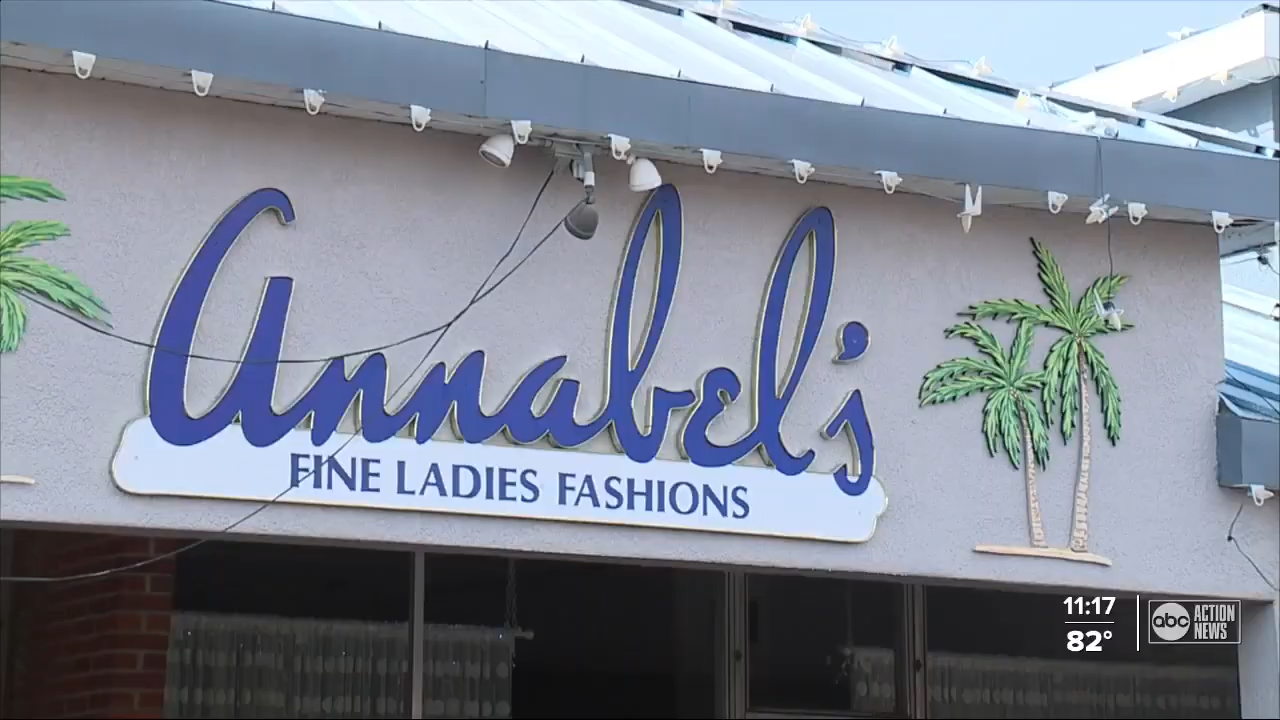 Annabel's
FINE LADIES FASHIONS
11:17
82°
abc
ACTION
NEWS